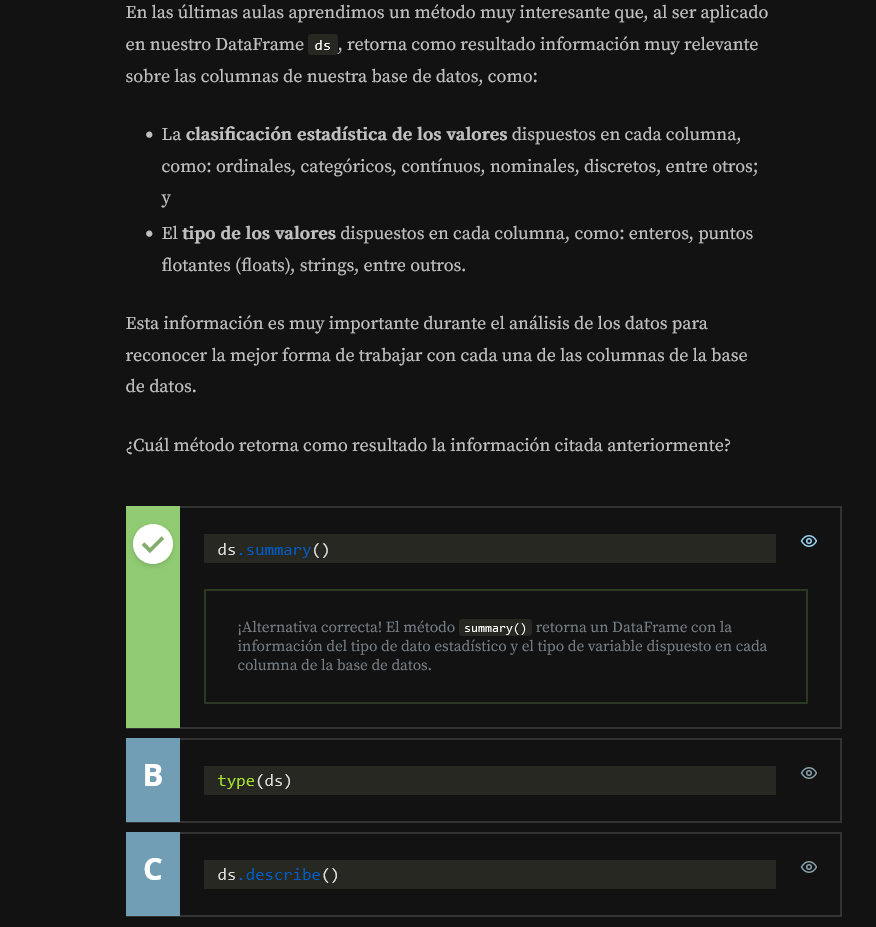 En las últimas aulas aprendimos un método muy interesante que, al ser aplicado
en nuestro DataFrame ds, retorna como resultado información muy relevante
sobre las columnas de nuestra base de datos, como:
• La clasificación estadística de los valores dispuestos en cada columna,
como: ordinales, categóricos, contínuos, nominales, discretos, entre otros;
y
• El tipo de los valores dispuestos en cada columna, como: enteros, puntos
flotantes (floats), strings, entre outros.
Esta información es muy importante durante el análisis de los datos para
reconocer la mejor forma de trabajar con cada una de las columnas de la base
de datos.
¿Cuál método retorna como resultado la información citada anteriormente?
ds.summary()
¡Alternativa correcta! El método summary() retorna un DataFrame con la
información del tipo de dato estadístico y el tipo de variable dispuesto en cada
columna de la base de datos.
B
type(ds)
C
ds.describe()